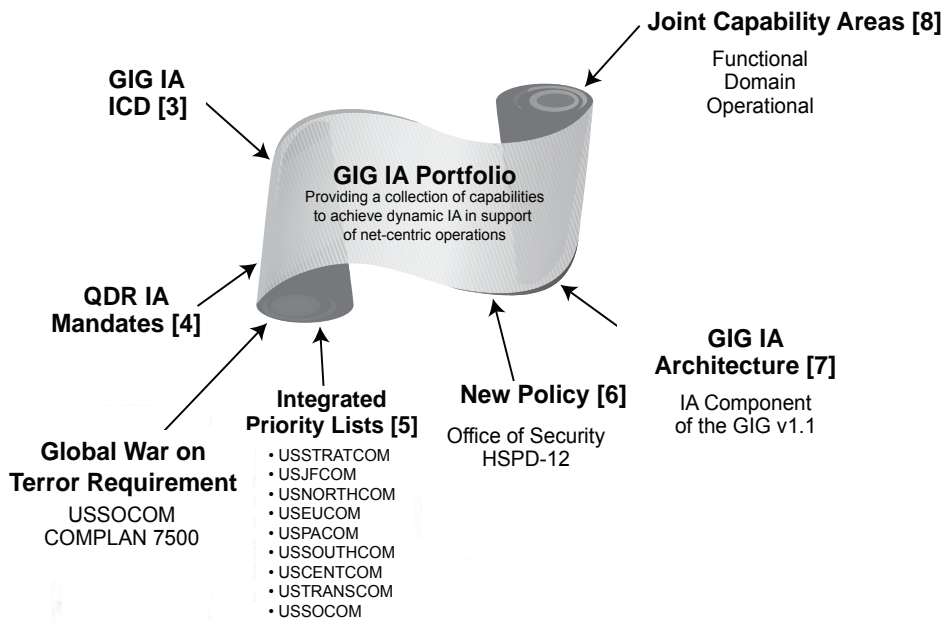 Joint Capability Areas [8]
Functional
Domain
Operational
GIG IA
ICD [3]
GIG IA Portfolio
Providing a collection of capabilities
to achieve dynamic IA in support
of net-centric operations
QDR IA
Mandates [4]
Global War on
Terror Requirement
USSOCOM
COMPLAN 7500
Integrated
Priority Lists [5]
• USSTRATCOM
• USJFCOM
• USNORTHCOM
• USEUCOM
• USPACOM
• USSOUTHCOM
• USCENTCOM
• USTRANSCOM
• USSOCOM
New Policy [6]
Office of Security
HSPD-12
GIG IA
Architecture [7]
IA Component
of the GIG v1.1